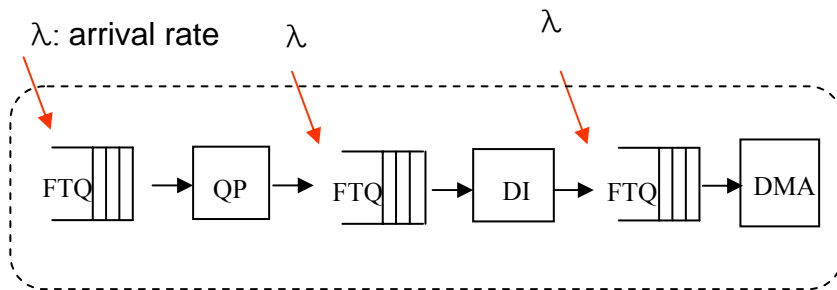 λ: arrival rate
λ
λ
FTQ
QP
FTQ
DI
FTQ
DMA